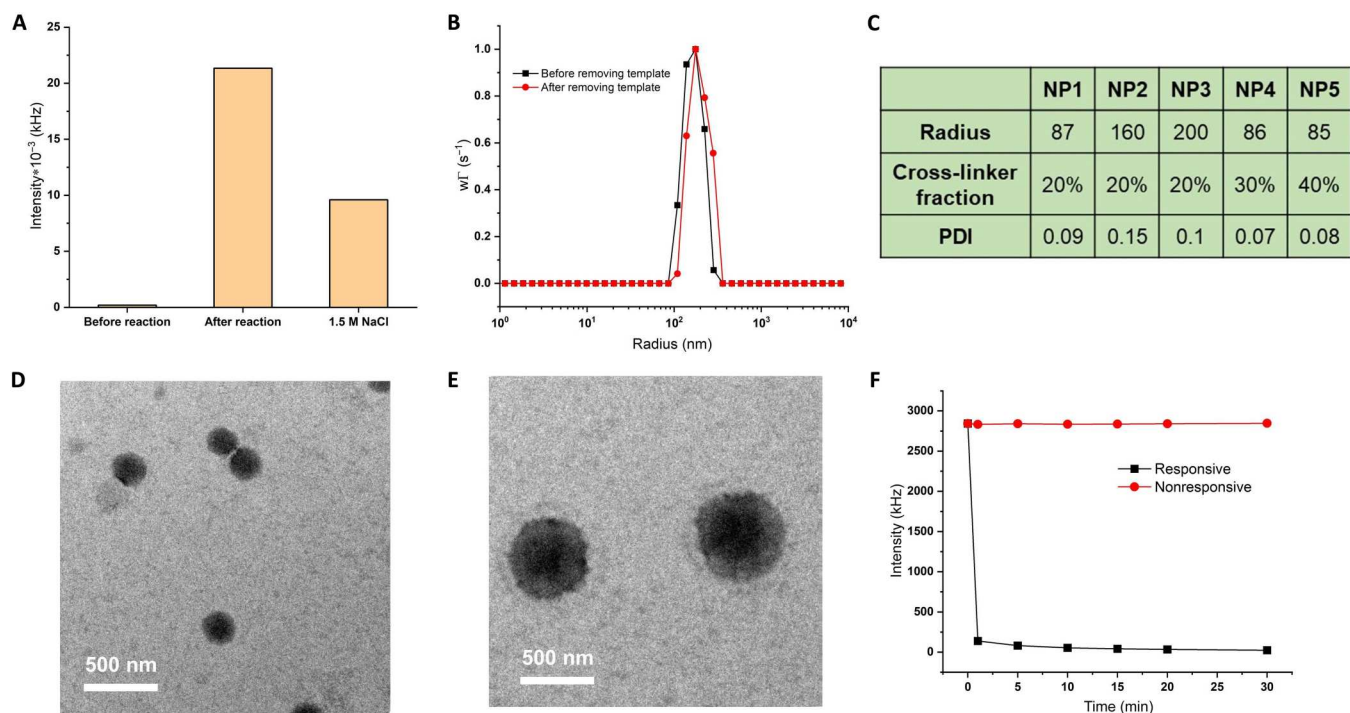 A
Intensity*10⁻³ (kHz)
25
20
15
10
5
0
Before reaction After reaction 1.5 M NaCl
B
wΓ (s⁻¹)
1.0
0.8
0.6
0.4
0.2
0.0
Before removing template
After removing template
10⁰ 10¹ 10² 10³ 10⁴
Radius (nm)
C
NP1 NP2 NP3 NP4 NP5
Radius 87 160 200 86 85
Cross-linker
fraction 20% 20% 20% 30% 40%
PDI 0.09 0.15 0.1 0.07 0.08
D
500 nm
E
500 nm
F
Intensity (kHz)
3000
2500
2000
1500
1000
500
0
Responsive
Nonresponsive
0 5 10 15 20 25 30
Time (min)